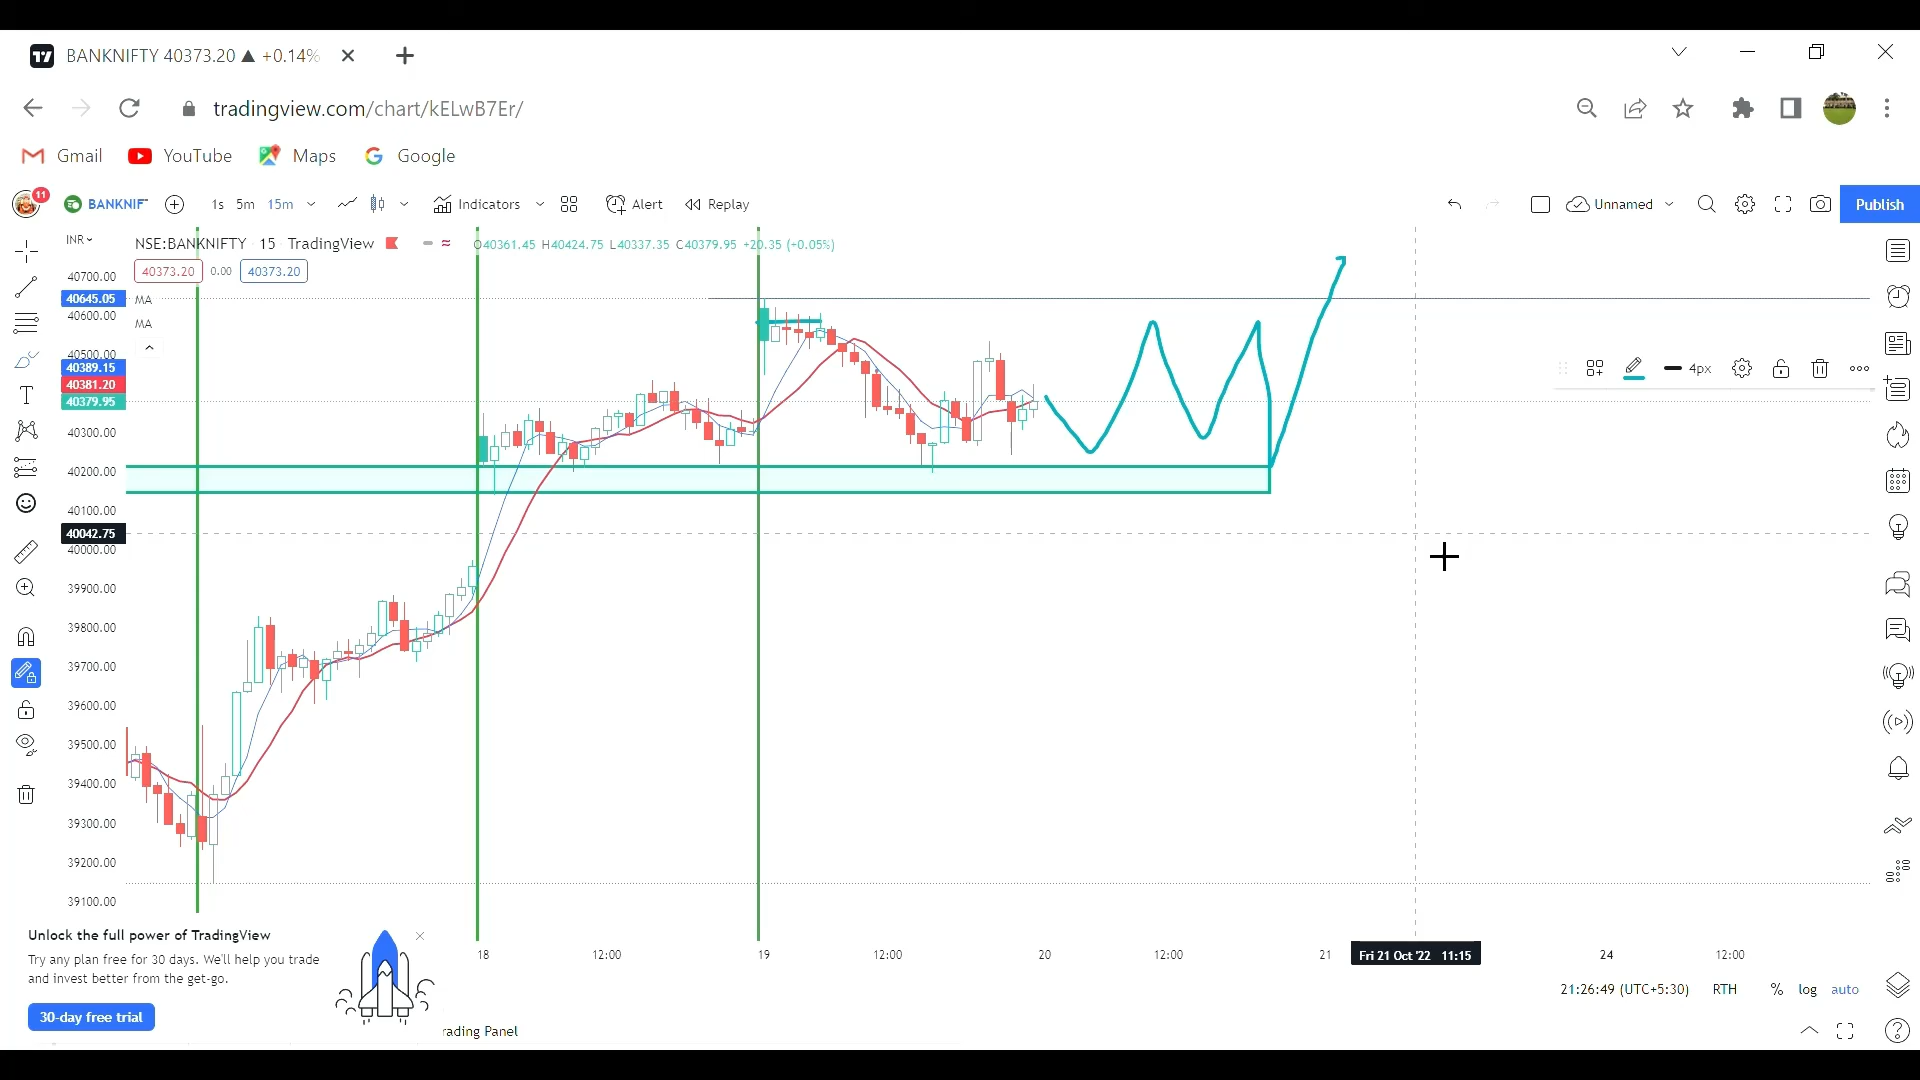 BANKNIFTY 40373.20 ▲ +0.14%
tradingview.com/chart/kELwB7Er/
Gmail YouTube Maps Google
11 BANKNIF 1s 5m 15m Indicators Alert Replay Unnamed Publish
INR NSE:BANKNIFTY · 15 · TradingView O40361.45 H40424.75 L40337.35 C40379.95 +20.35 (+0.05%)
40373.20 0.00 40373.20
40700.00
40645.05 MA
40600.00
MA
40500.00
40389.15 4px
40381.20
40379.95
40300.00
40200.00
40100.00
40042.75
40000.00
39900.00
39800.00
39700.00
39600.00
39500.00
39400.00
39300.00
39200.00
39100.00
18 12:00 19 12:00 20 12:00 21 Fri 21 Oct '22 11:15 24 12:00
Unlock the full power of TradingView
Try any plan free for 30 days. We'll help you trade
and invest better from the get-go.
30-day free trial
21:26:49 (UTC+5:30) RTH % log auto
rading Panel